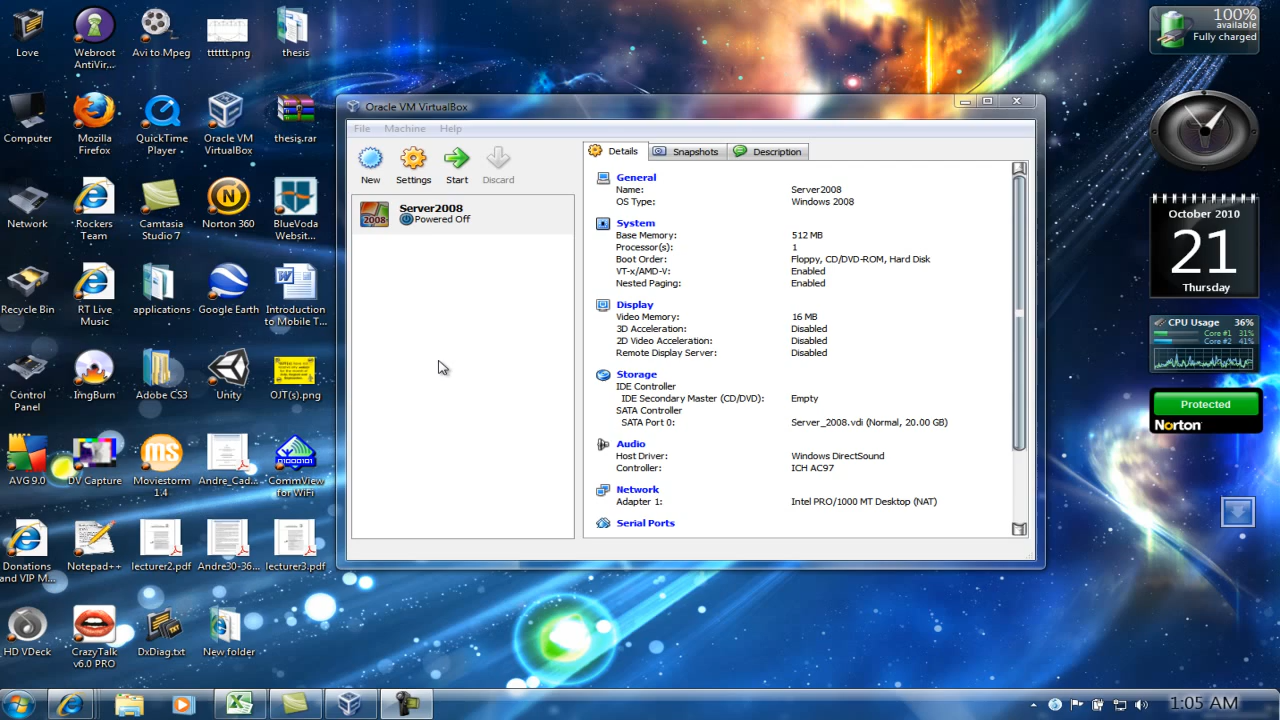 Love
Webroot
AntiVir...
Avi to Mpeg
tttttt.png
thesis
Computer
Mozilla
Firefox
QuickTime
Player
Oracle VM
VirtualBox
thesis.rar
Network
Rockers
Team
Camtasia
Studio 7
Norton 360
BlueVoda
Websit...
Recycle Bin
RT Live
Music
applications
Google Earth
Introduction
to Mobile T...
Control
Panel
ImgBurn
Adobe CS3
Unity
OJT(s).png
AVG 9.0
DV Capture
Moviestorm
1.4
Andre_Cad...
CommView
for WiFi
Donations
and VIP M...
Notepad++
lecturer2.pdf
Andre30-36...
lecturer3.pdf
HD VDeck
CrazyTalk
v6.0 PRO
DxDiag.txt
New folder
Oracle VM VirtualBox
File Machine Help
New Settings Start Discard
Server2008
Powered Off
Details Snapshots Description
General
Name: Server2008
OS Type: Windows 2008
System
Base Memory: 512 MB
Processor(s): 1
Boot Order: Floppy, CD/DVD-ROM, Hard Disk
VT-x/AMD-V: Enabled
Nested Paging: Enabled
Display
Video Memory: 16 MB
3D Acceleration: Disabled
2D Video Acceleration: Disabled
Remote Display Server: Disabled
Storage
IDE Controller
IDE Secondary Master (CD/DVD): Empty
SATA Controller
SATA Port 0: Server_2008.vdi (Normal, 20.00 GB)
Audio
Host Driver: Windows DirectSound
Controller: ICH AC97
Network
Adapter 1: Intel PRO/1000 MT Desktop (NAT)
Serial Ports
100%
available
Fully charged
October 2010
21
Thursday
CPU Usage 36%
Core #1 31%
Core #2 41%
Protected
Norton
1:05 AM